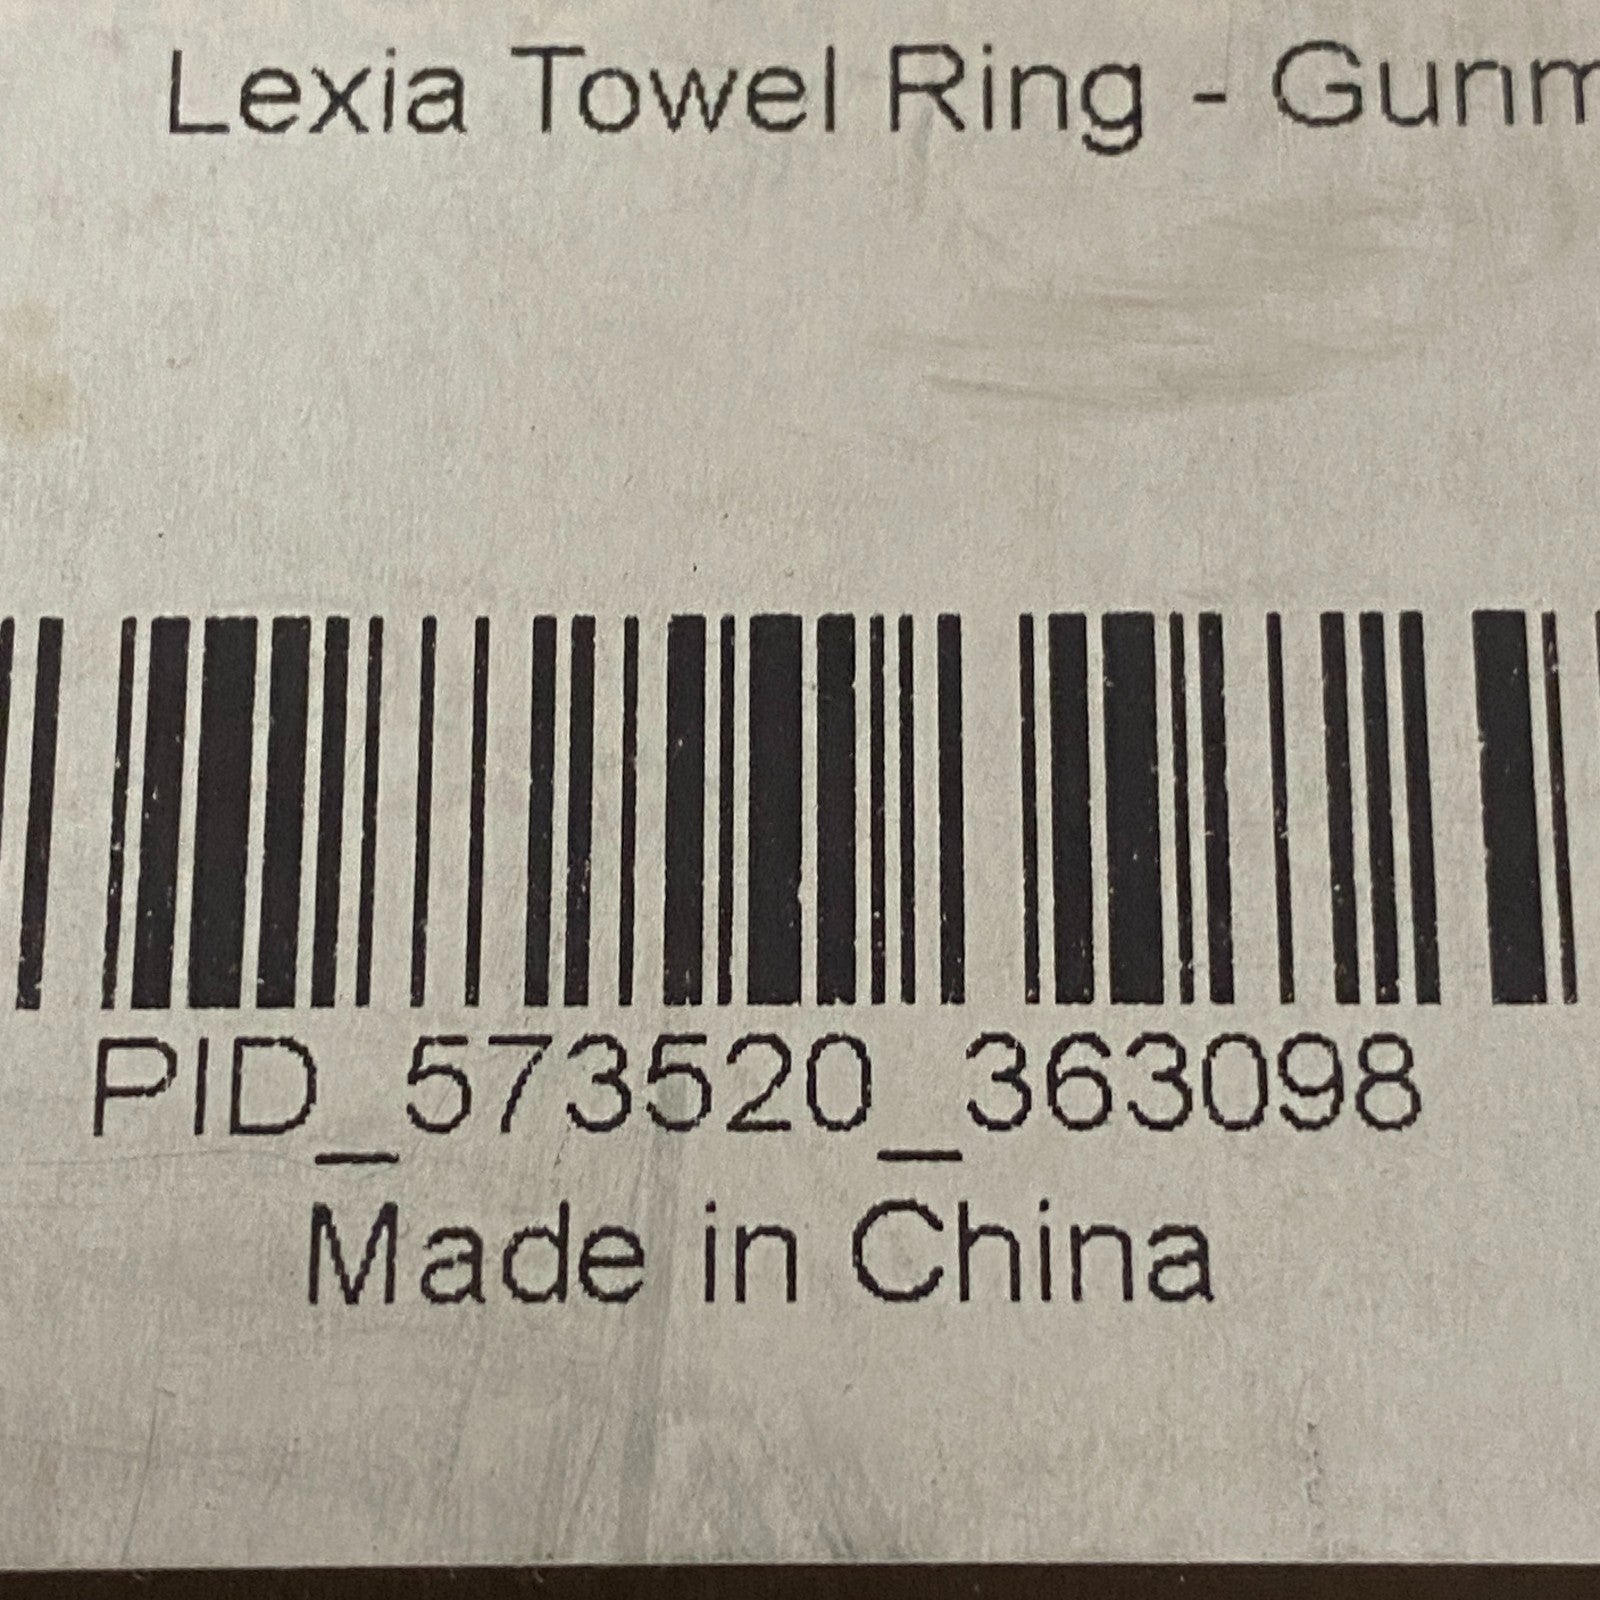 Lexia Towel Ring - Gunm
PID_573520_363098
Made in China